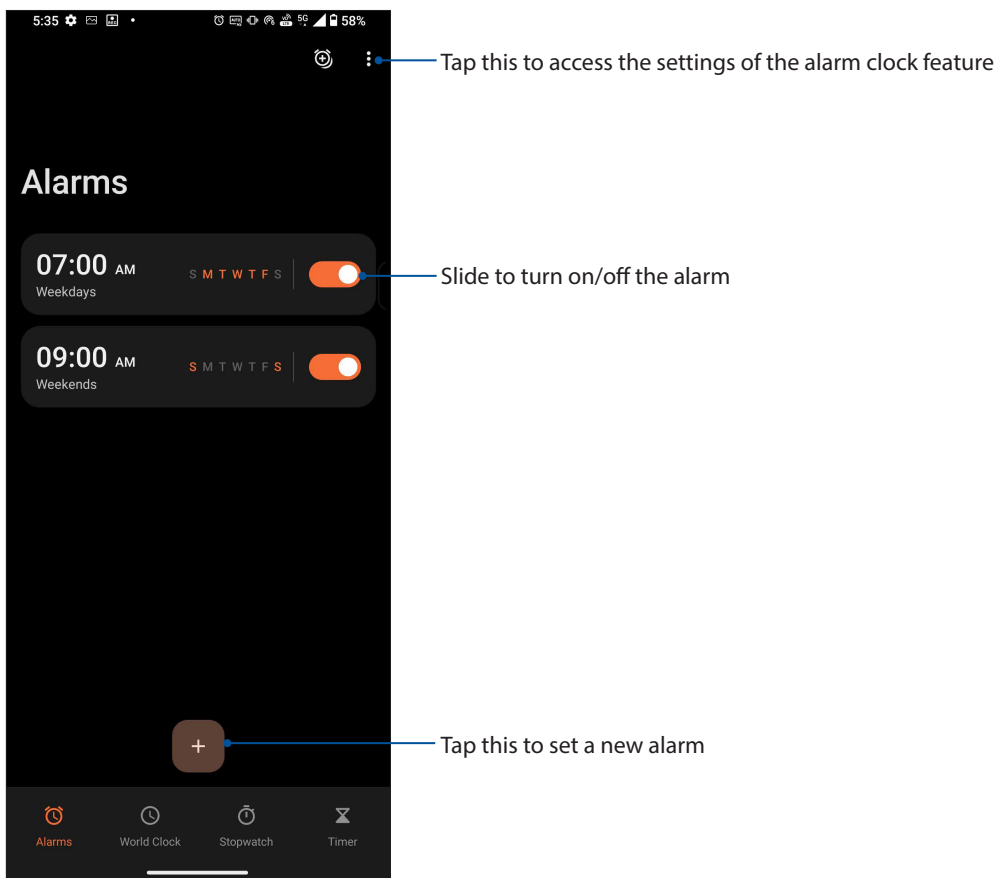 5:35 58%
5G
Tap this to access the settings of the alarm clock feature
Alarms
07:00 AM S M T W T F S
Weekdays
Slide to turn on/off the alarm
09:00 AM S M T W T F S
Weekends
+
Tap this to set a new alarm
Alarms World Clock Stopwatch Timer